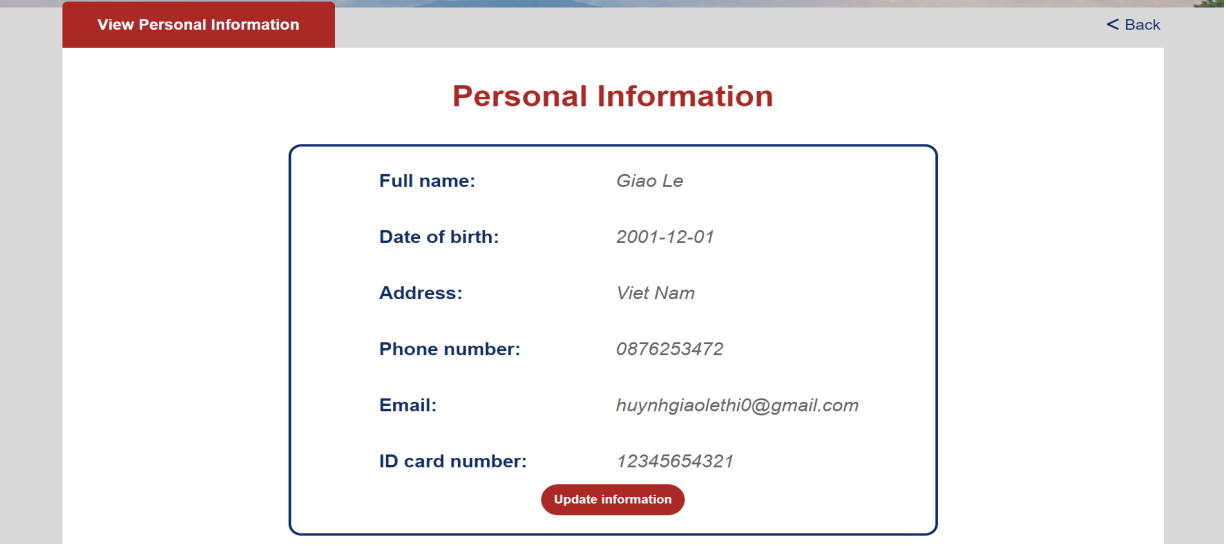 View Personal Information
< Back
Personal Information
Full name: Giao Le
Date of birth: 2001-12-01
Address: Viet Nam
Phone number: 0876253472
Email: huynhgiaolethi0@gmail.com
ID card number: 12345654321
Update information